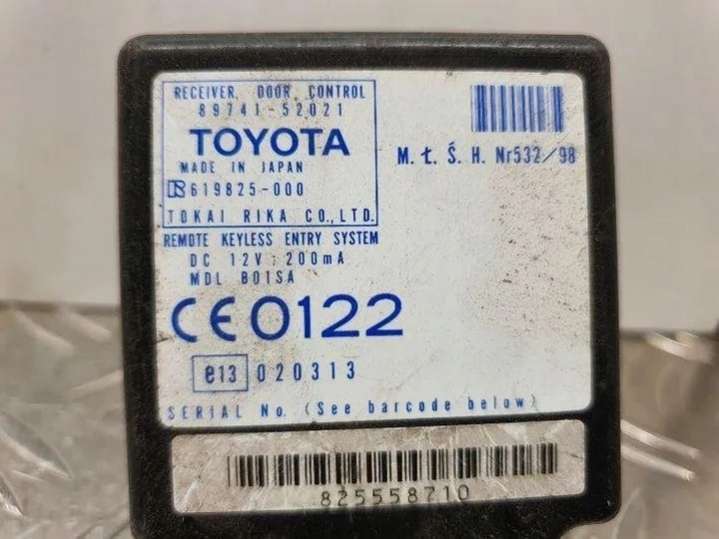 RECEIVER, DOOR CONTROL
89741-52021
TOYOTA
MADE IN JAPAN
R 619825-000
TOKAI RIKA CO., LTD.
M. Ł. Ś. H. Nr532/98
REMOTE KEYLESS ENTRY SYSTEM
DC 12V : 200mA
MDL B01SA
CE0122
e13 020313
SERIAL No. (See barcode below)
825558710